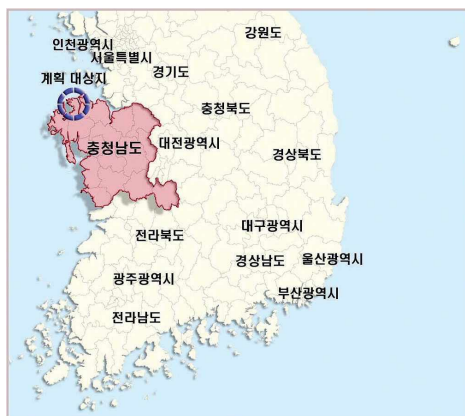 강원도
인천광역시
서울특별시
경기도
계획 대상지
충청북도
충청남도
대전광역시
경상북도
전라북도
대구광역시
경상남도
울산광역시
광주광역시
부산광역시
전라남도